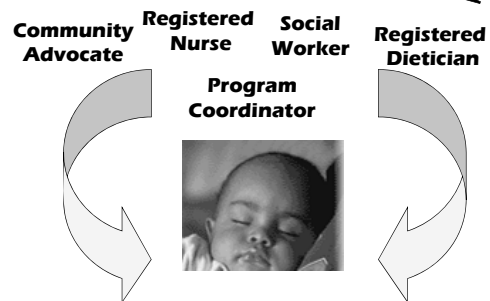 Community
Advocate
Registered
Nurse
Social
Worker
Registered
Dietician
Program
Coordinator